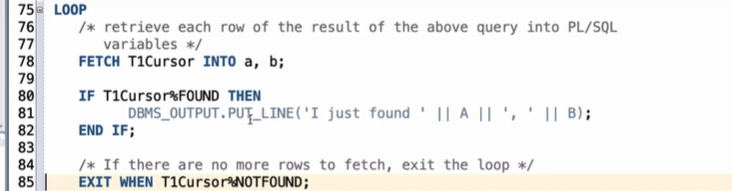 75 LOOP
76 /* retrieve each row of the result of the above query into PL/SQL
77 variables */
78 FETCH T1Cursor INTO a, b;
79
80 IF T1Cursor%FOUND THEN
81 DBMS_OUTPUT.PUT_LINE('I just found ' || A || ', ' || B);
82 END IF;
83
84 /* If there are no more rows to fetch, exit the loop */
85 EXIT WHEN T1Cursor%NOTFOUND;